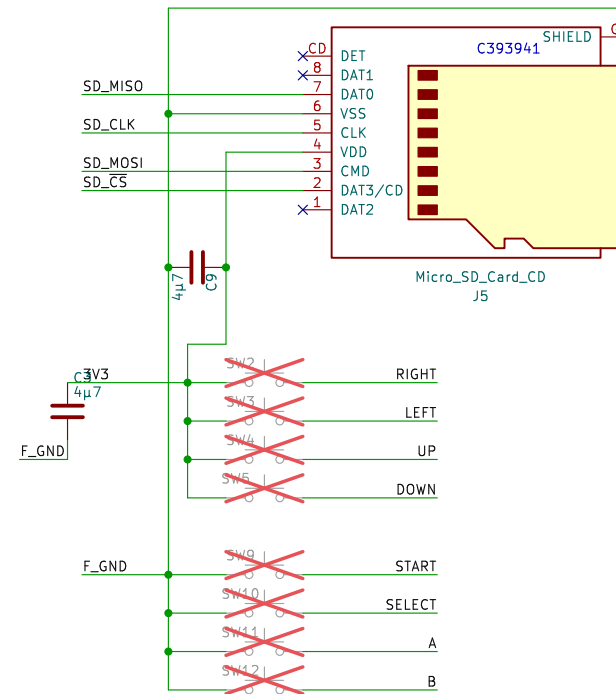 SHIELD
C393941
CD DET
8 DAT1
SD_MISO 7 DAT0
6 VSS
SD_CLK 5 CLK
4 VDD
SD_MOSI 3 CMD
SD_CS 2 DAT3/CD
1 DAT2
4µ7 C9
Micro_SD_Card_CD
J5
SW2
3V3 RIGHT
4µ7
SW3 LEFT
SW4
F_GND UP
SW5 DOWN
SW9
F_GND START
SW10 SELECT
SW11 A
SW12 B